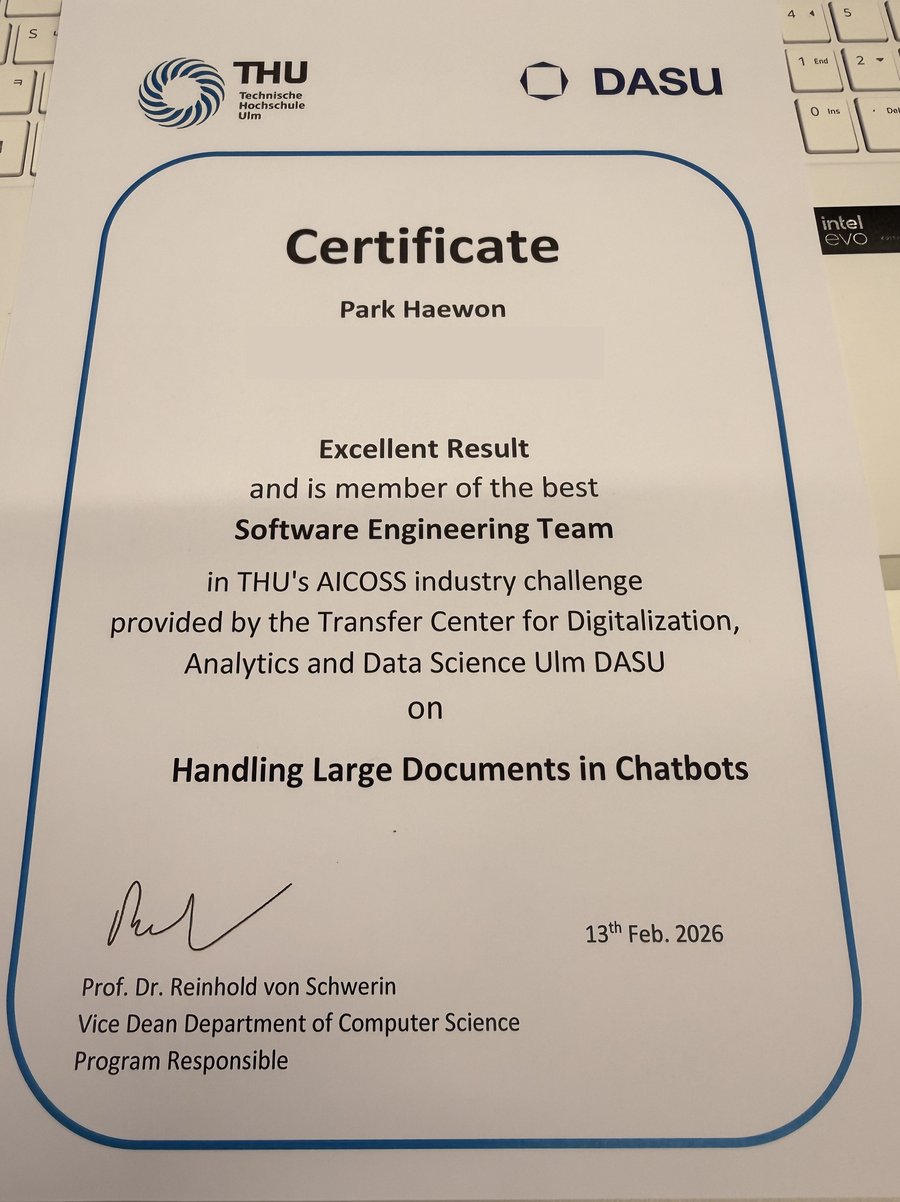 THU
Technische
Hochschule
Ulm
DASU
Certificate
Park Haewon
Excellent Result
and is member of the best
Software Engineering Team
in THU's AICOSS industry challenge
provided by the Transfer Center for Digitalization,
Analytics and Data Science Ulm DASU
on
Handling Large Documents in Chatbots
13th Feb. 2026
Prof. Dr. Reinhold von Schwerin
Vice Dean Department of Computer Science
Program Responsible
S
ㅋ
4
5
1 End
2
0 Ins
intel
evo